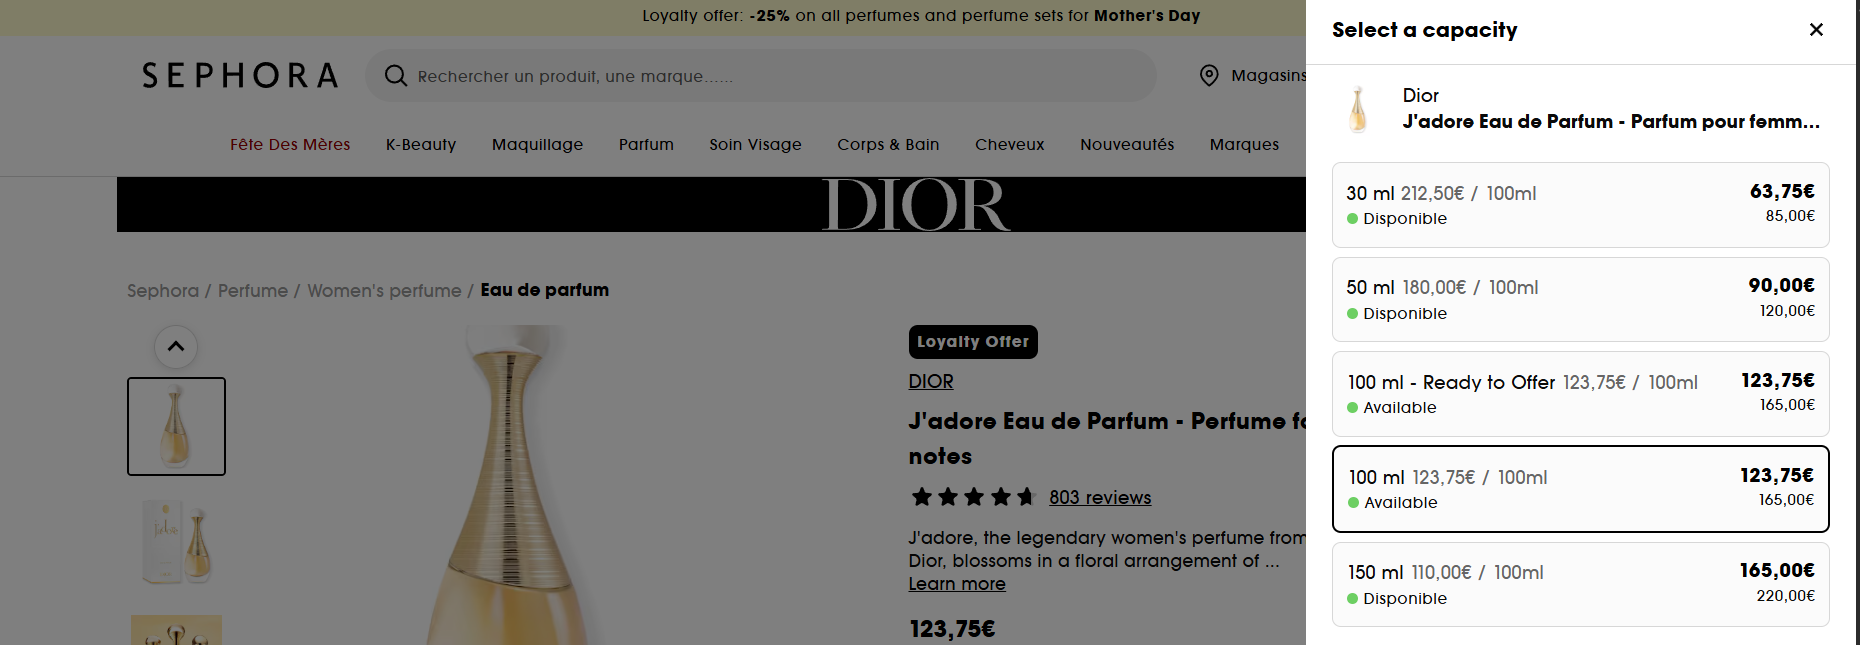 Loyalty offer: -25% on all perfumes and perfume sets for Mother's Day
SEPHORA
Rechercher un produit, une marque......
Magasins
Fête Des Mères K-Beauty Maquillage Parfum Soin Visage Corps & Bain Cheveux Nouveautés Marques
DIOR
Sephora / Perfume / Women's perfume / Eau de parfum
Loyalty Offer
DIOR
J'adore Eau de Parfum - Perfume
notes
803 reviews
J'adore, the legendary women's perfume from
Dior, blossoms in a floral arrangement of ...
Learn more
123,75€
Select a capacity
Dior
J'adore Eau de Parfum - Parfum pour femm...
30 ml 212,50€ / 100ml 63,75€
Disponible 85,00€
50 ml 180,00€ / 100ml 90,00€
Disponible 120,00€
100 ml - Ready to Offer 123,75€ / 100ml 123,75€
Available 165,00€
100 ml 123,75€ / 100ml 123,75€
Available 165,00€
150 ml 110,00€ / 100ml 165,00€
Disponible 220,00€